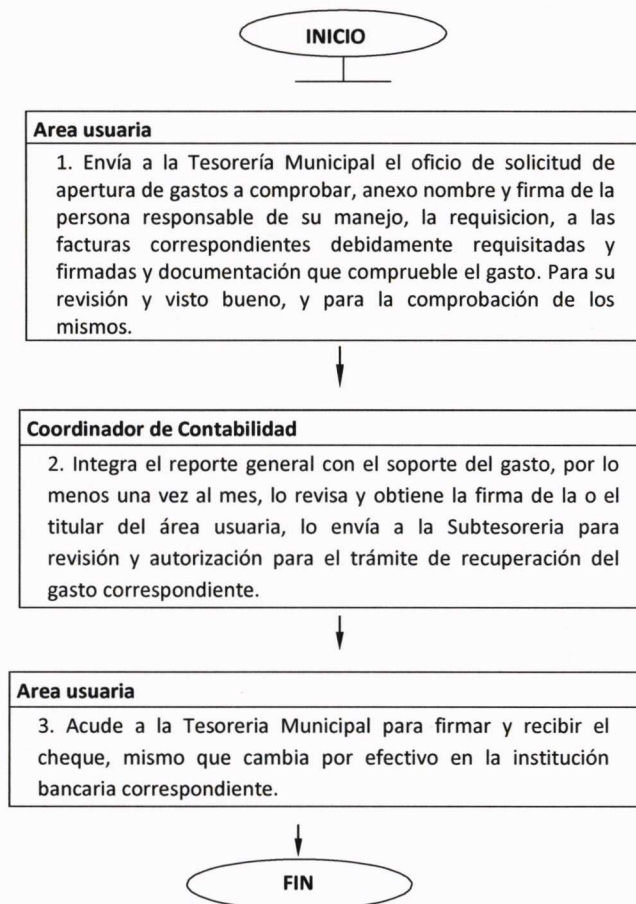 INICIO
Area usuaria
1. Envía a la Tesorería Municipal el oficio de solicitud de
apertura de gastos a comprobar, anexo nombre y firma de la
persona responsable de su manejo, la requisicion, a las
facturas correspondientes debidamente requisitadas y
firmadas y documentación que comprueble el gasto. Para su
revisión y visto bueno, y para la comprobación de los
mismos.
Coordinador de Contabilidad
2. Integra el reporte general con el soporte del gasto, por lo
menos una vez al mes, lo revisa y obtiene la firma de la o el
titular del área usuaria, lo envía a la Subtesoreria para
revisión y autorización para el trámite de recuperación del
gasto correspondiente.
Area usuaria
3. Acude a la Tesoreria Municipal para firmar y recibir el
cheque, mismo que cambia por efectivo en la institución
bancaria correspondiente.
FIN